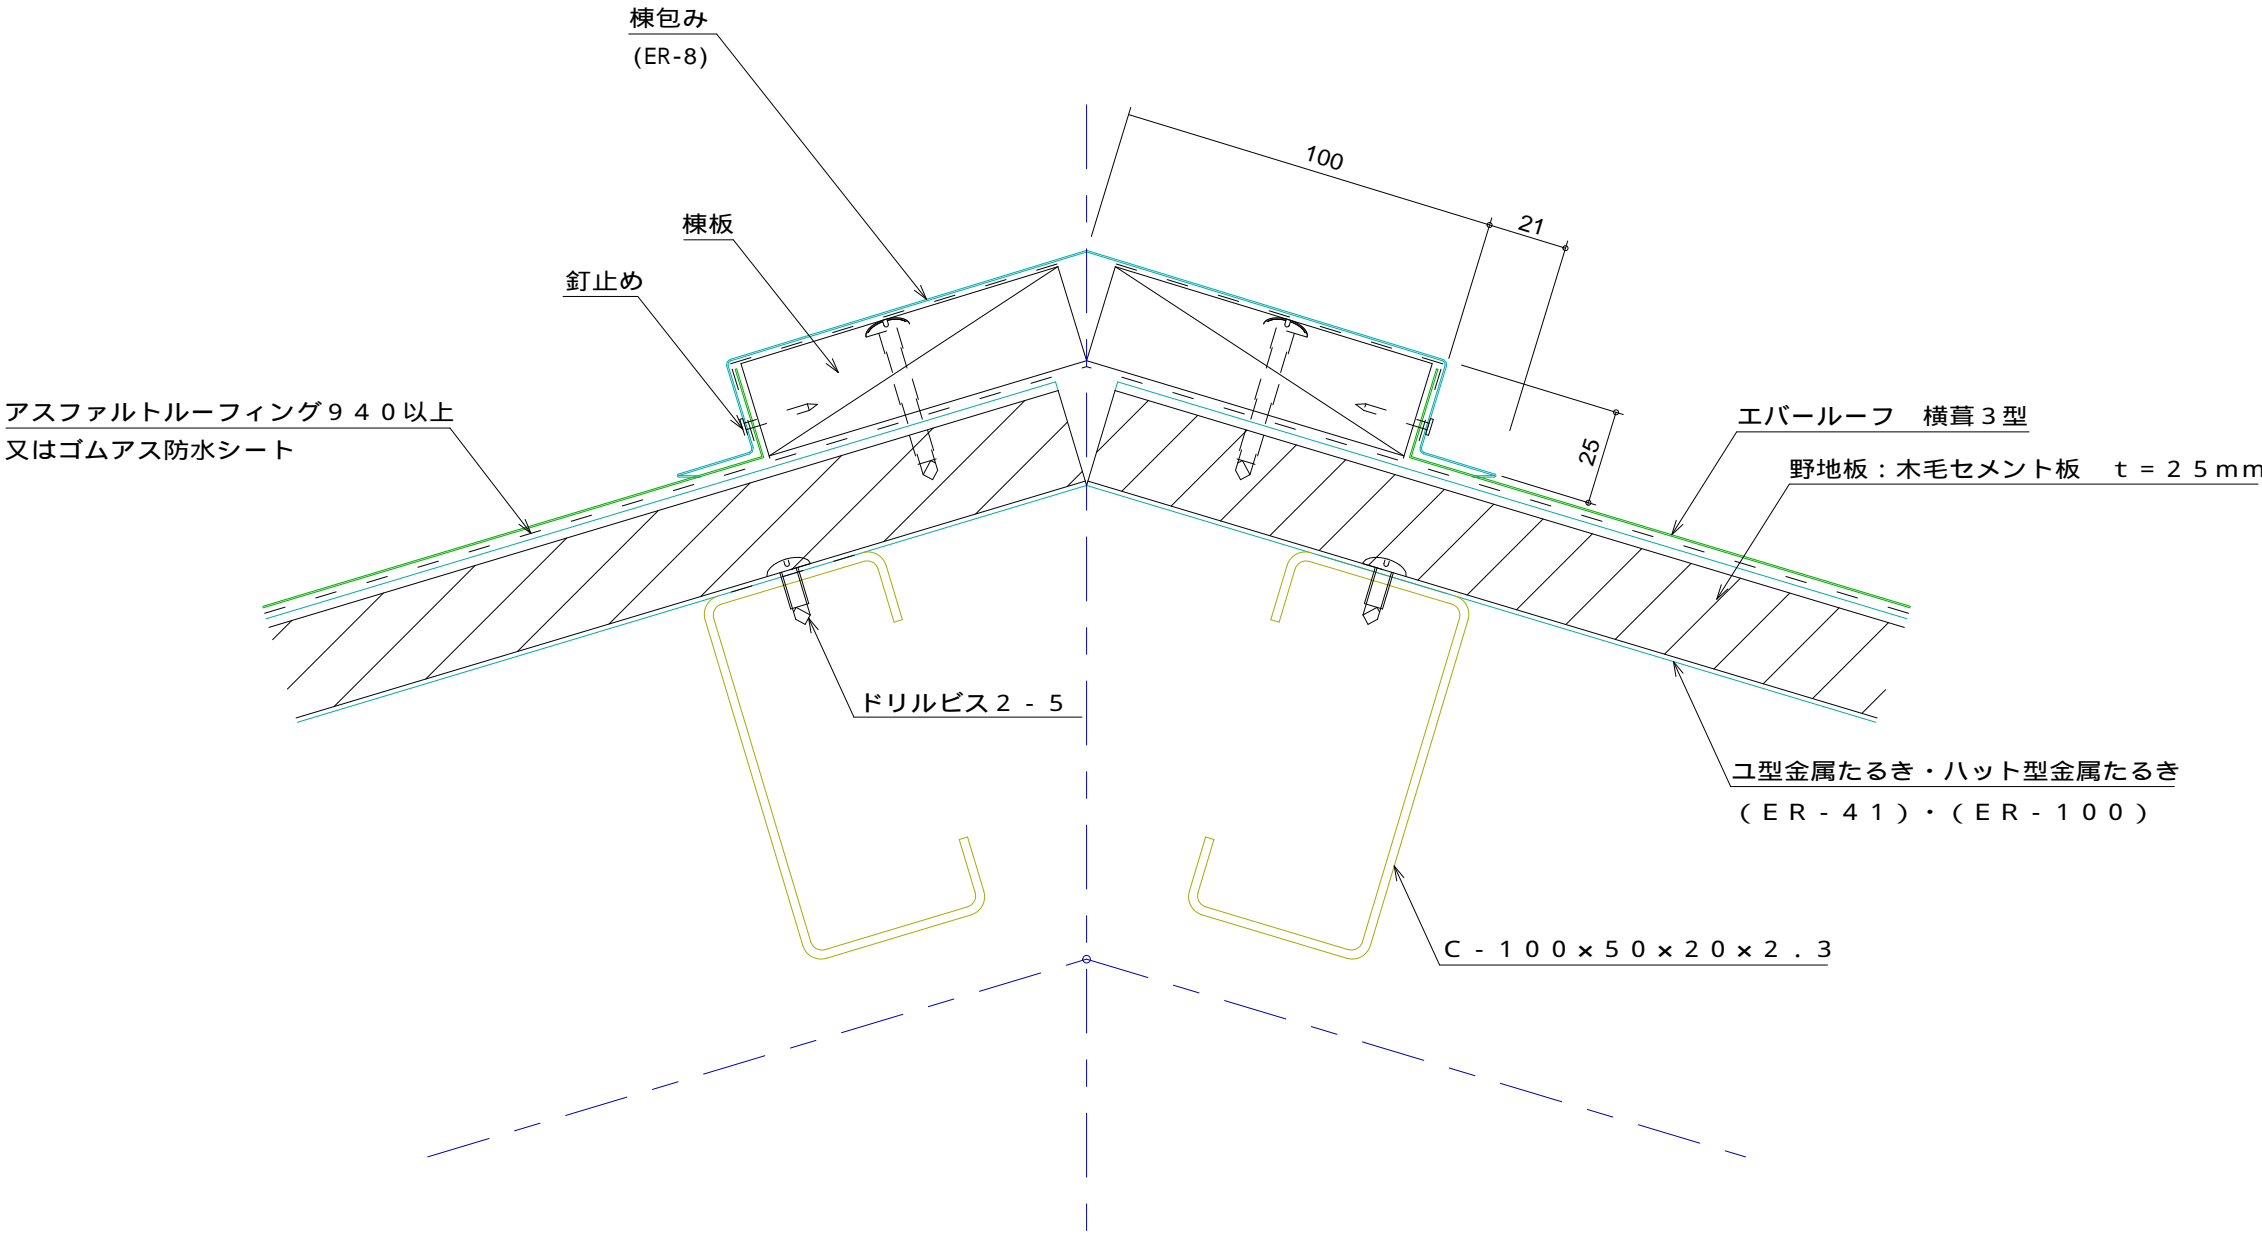 棟包み
(ER-8)
100
21
棟板
釘止め
アスファルトルーフィング９４０以上
又はゴムアス防水シート
25
エバールーフ　横葺３型
野地板：木毛セメント板　ｔ＝２５ｍｍ
ドリルビス２－５
ユ型金属たるき・ハット型金属たるき
（ＥＲ－４１）・（ＥＲ－１００）
Ｃ－１００×５０×２０×２．３